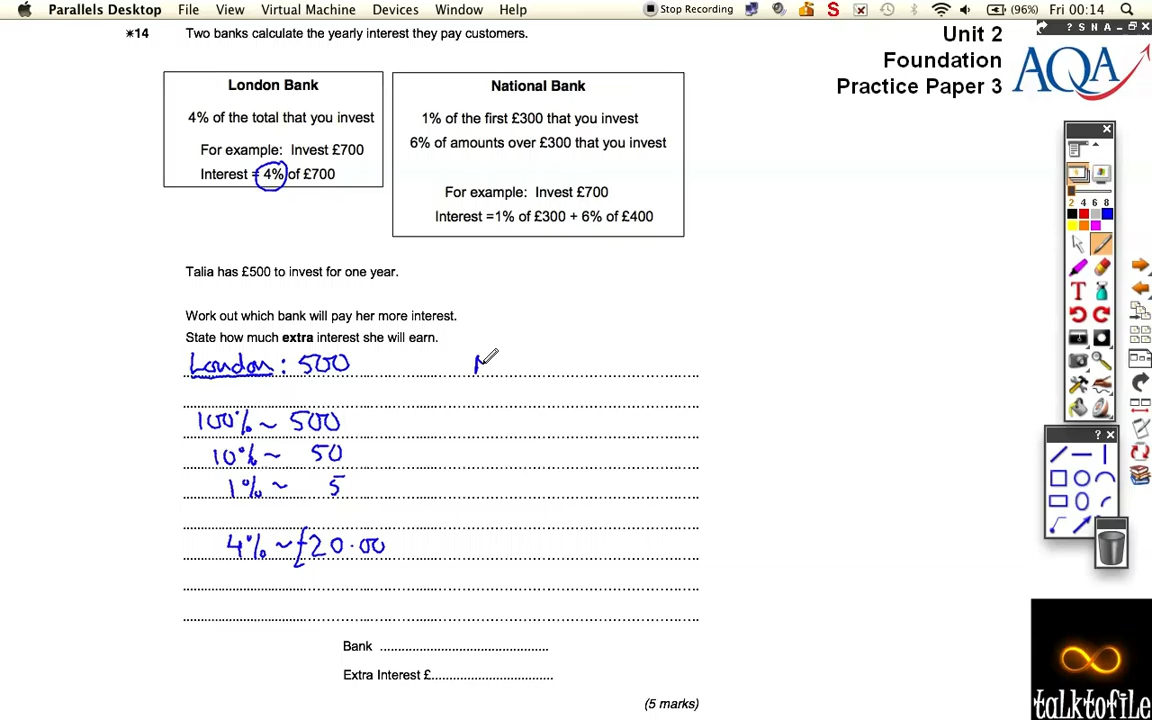 Parallels Desktop File View Virtual Machine Devices Window Help Stop Recording S (96%) Fri 00:14
*14 Two banks calculate the yearly interest they pay customers.
Unit 2
Foundation
Practice Paper 3
AQA
London Bank
4% of the total that you invest
For example: Invest £700
Interest = 4% of £700
National Bank
1% of the first £300 that you invest
6% of amounts over £300 that you invest
For example: Invest £700
Interest =1% of £300 + 6% of £400
Talia has £500 to invest for one year.
Work out which bank will pay her more interest.
State how much extra interest she will earn.
London: 500
100% ~ 500
10% ~ 50
1% ~ 5
4% ~ £20.00
Bank
Extra Interest £
(5 marks)
? S N A
2 4 6 8
T
?
talktofile